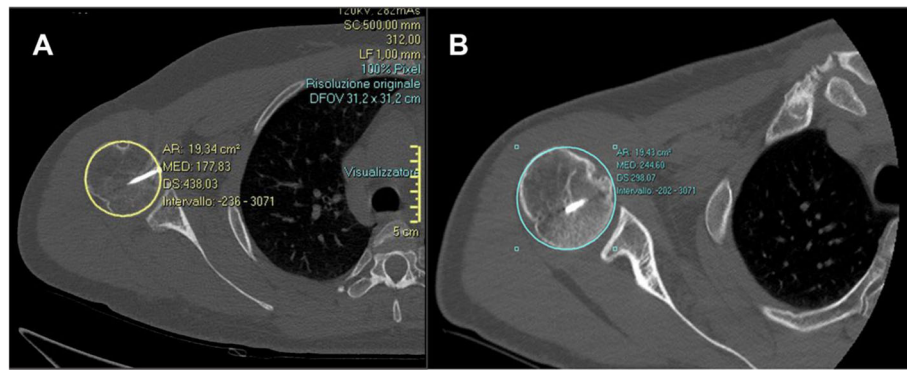 A
120kV, 282mAs
SC:500,00 mm
312,00
LF 1,00 mm
100% Pixel
Risoluzione originale
DFOV 31,2 x 31,2 cm
AR: 19,34 cm²
MED: 177,83
DS:438,03
Intervallo: -236 - 3071
Visualizzatore
5 cm
B
AR: 19,43 cm²
MED: 244,60
DS:298,07
Intervallo: -202 - 3071